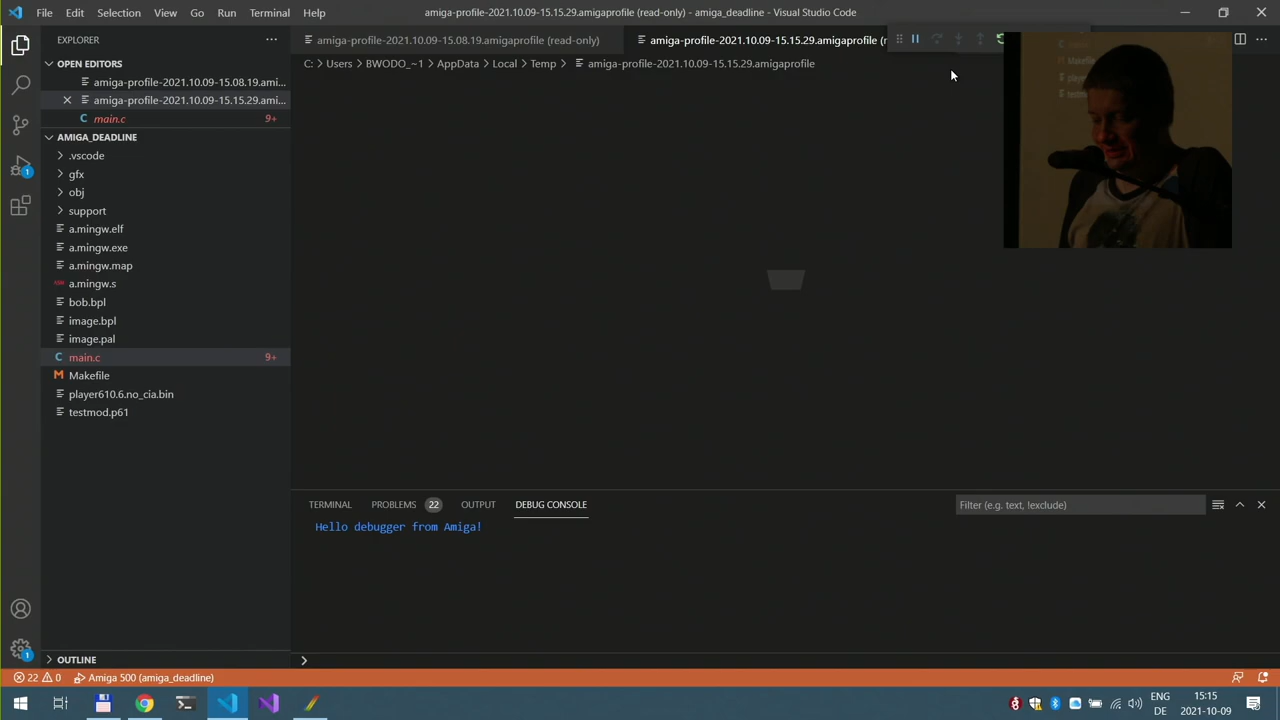 File Edit Selection View Go Run Terminal Help
amiga-profile-2021.10.09-15.15.29.amigaprofile (read-only) - amiga_deadline - Visual Studio Code
EXPLORER
amiga-profile-2021.10.09-15.08.19.amigaprofile (read-only)
amiga-profile-2021.10.09-15.15.29.amigaprofile (r
OPEN EDITORS
C: > Users > BWODO_~1 > AppData > Local > Temp > amiga-profile-2021.10.09-15.15.29.amigaprofile
amiga-profile-2021.10.09-15.08.19.ami...
amiga-profile-2021.10.09-15.15.29.ami...
C main.c 9+
AMIGA_DEADLINE
.vscode
gfx
obj
support
a.mingw.elf
a.mingw.exe
a.mingw.map
a.mingw.s
bob.bpl
image.bpl
image.pal
C main.c 9+
M Makefile
player610.6.no_cia.bin
testmod.p61
TERMINAL PROBLEMS 22 OUTPUT DEBUG CONSOLE
Filter (e.g. text, !exclude)
Hello debugger from Amiga!
OUTLINE
22 0 Amiga 500 (amiga_deadline)
1
1
ENG
DE
15:15
2021-10-09